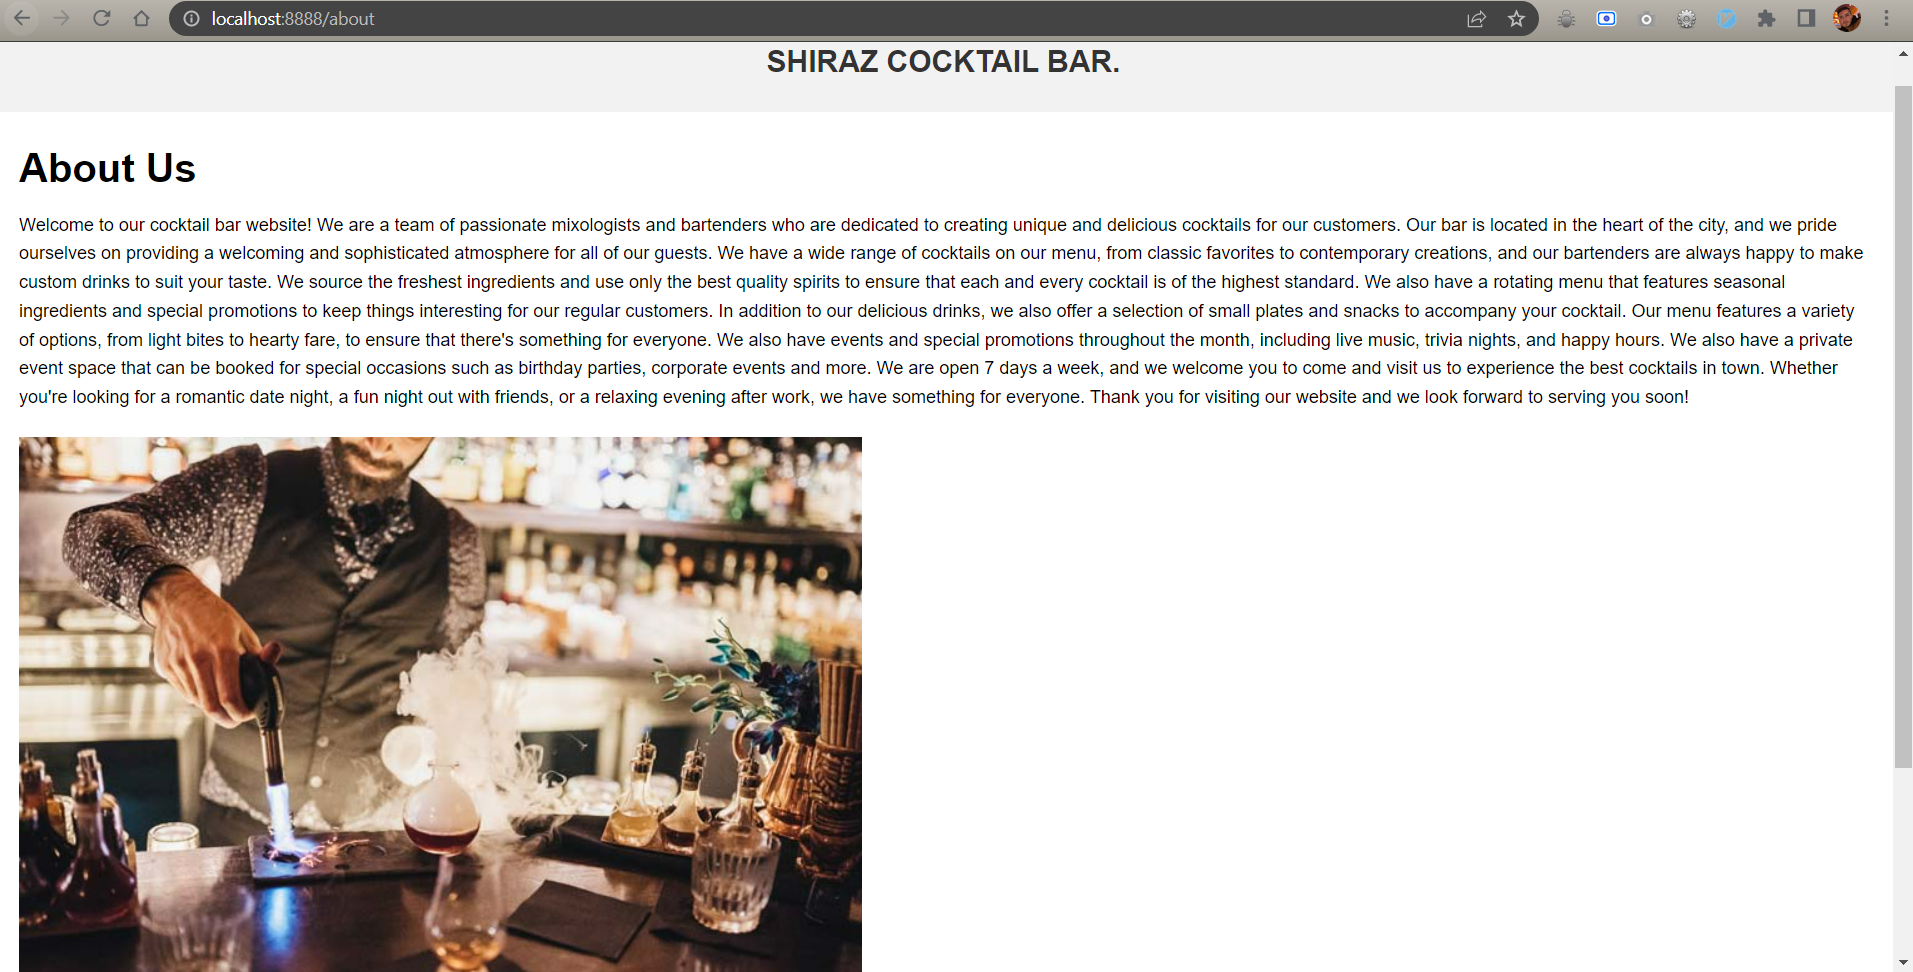 localhost:8888/about
SHIRAZ COCKTAIL BAR.
About Us
Welcome to our cocktail bar website! We are a team of passionate mixologists and bartenders who are dedicated to creating unique and delicious cocktails for our customers. Our bar is located in the heart of the city, and we pride
ourselves on providing a welcoming and sophisticated atmosphere for all of our guests. We have a wide range of cocktails on our menu, from classic favorites to contemporary creations, and our bartenders are always happy to make
custom drinks to suit your taste. We source the freshest ingredients and use only the best quality spirits to ensure that each and every cocktail is of the highest standard. We also have a rotating menu that features seasonal
ingredients and special promotions to keep things interesting for our regular customers. In addition to our delicious drinks, we also offer a selection of small plates and snacks to accompany your cocktail. Our menu features a variety
of options, from light bites to hearty fare, to ensure that there's something for everyone. We also have events and special promotions throughout the month, including live music, trivia nights, and happy hours. We also have a private
event space that can be booked for special occasions such as birthday parties, corporate events and more. We are open 7 days a week, and we welcome you to come and visit us to experience the best cocktails in town. Whether
you're looking for a romantic date night, a fun night out with friends, or a relaxing evening after work, we have something for everyone. Thank you for visiting our website and we look forward to serving you soon!